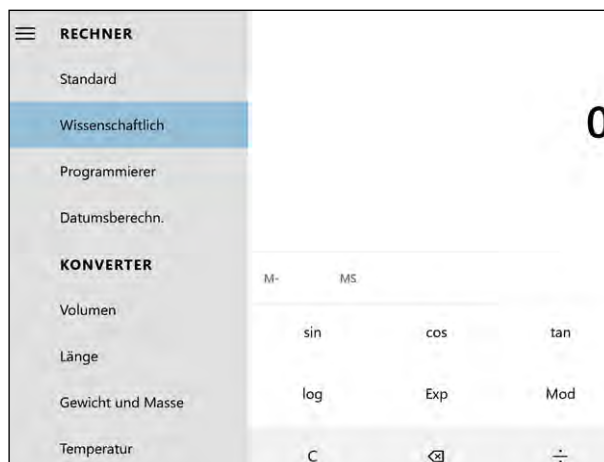 RECHNER
Standard
Wissenschaftlich
Programmierer
Datumsberechn.
KONVERTER
Volumen
Länge
Gewicht und Masse
Temperatur
0
M- MS
sin cos tan
log Exp Mod
C ÷